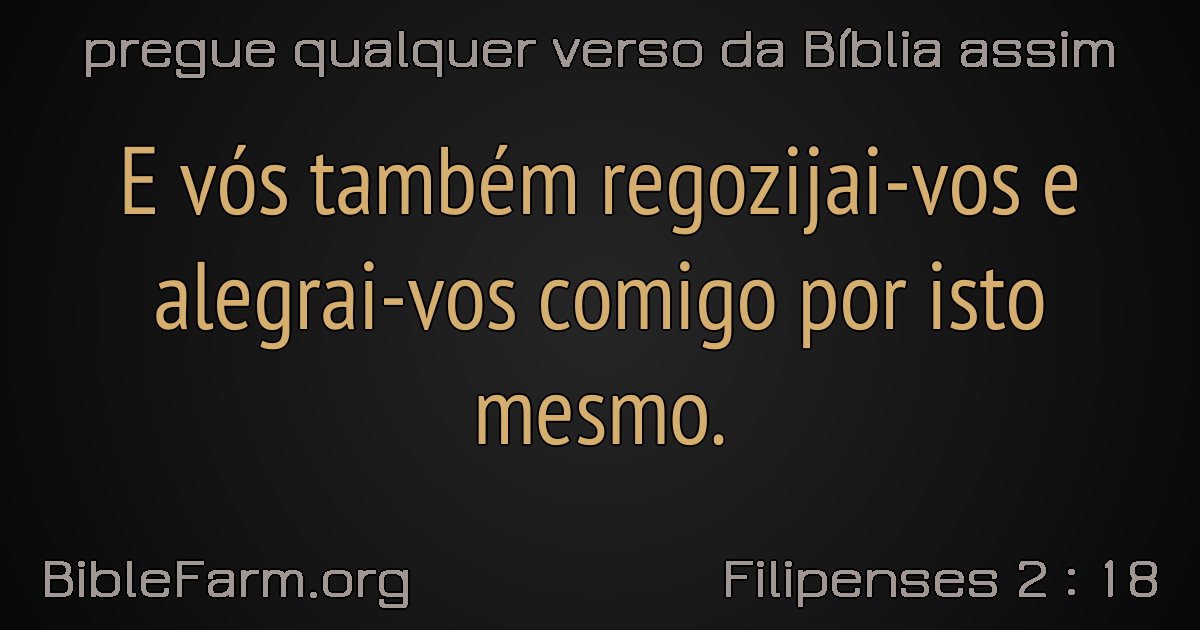 pregue qualquer verso da Bíblia assim
E vós também regozijai-vos e
alegrai-vos comigo por isto
mesmo.
BibleFarm.org
Filipenses 2 : 18